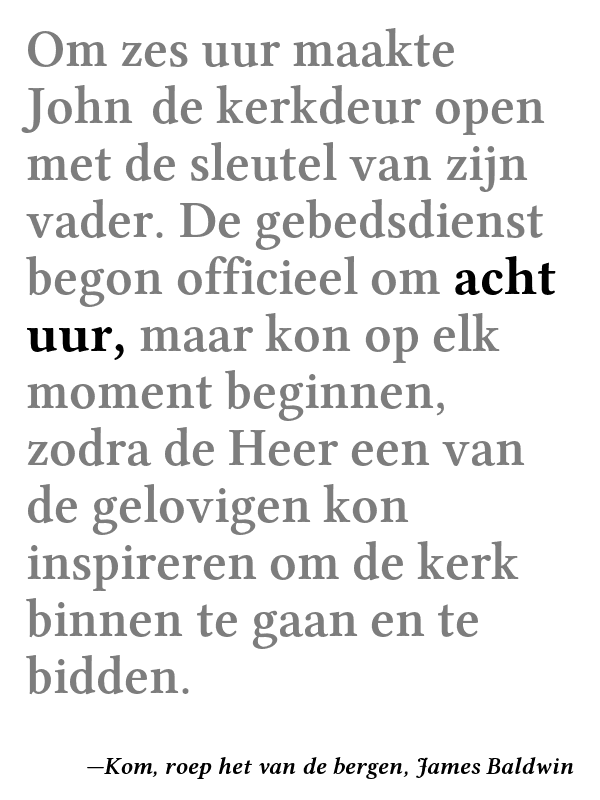 Om zes uur maakte
John de kerkdeur open
met de sleutel van zijn
vader. De gebedsdienst
begon officieel om acht
uur, maar kon op elk
moment beginnen,
zodra de Heer een van
de gelovigen kon
inspireren om de kerk
binnen te gaan en te
bidden.
—Kom, roep het van de bergen, James Baldwin